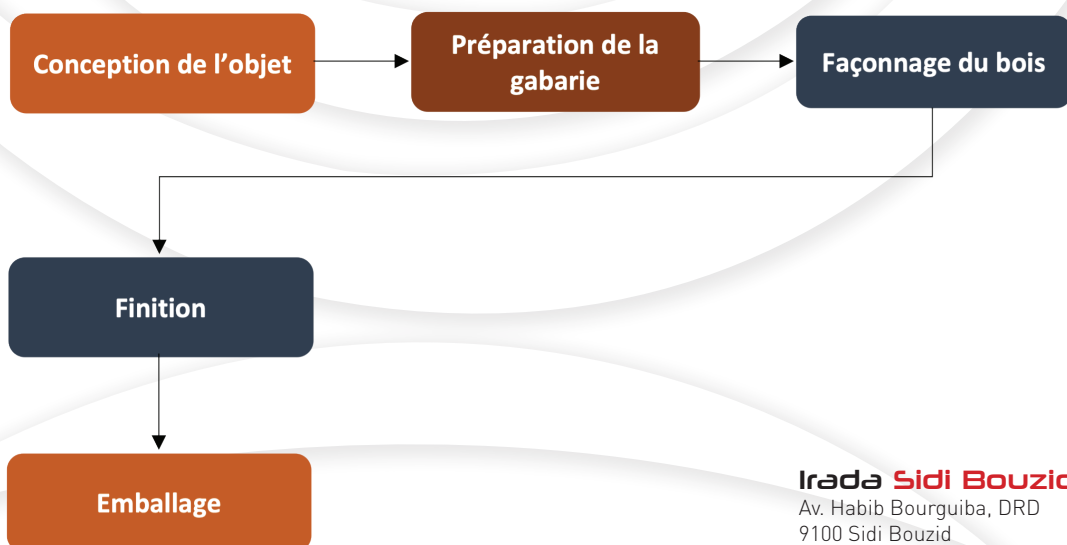 Conception de l’objet
Préparation de la
gabarie
Façonnage du bois
Finition
Emballage
Irada Sidi Bouzid
Av. Habib Bourguiba, DRD
9100 Sidi Bouzid